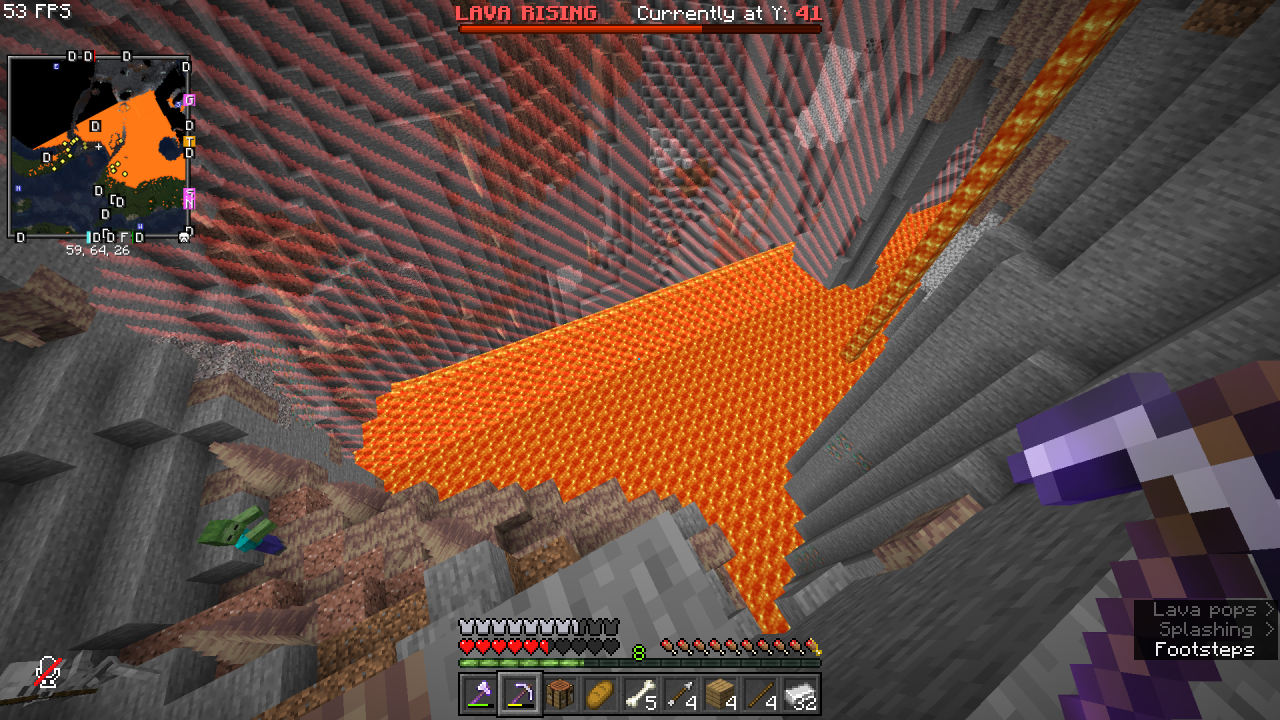 53 FPS
LAVA RISING Currently at Y: 41
D D D
E
D
G
S
D
D
T
D
D
N
D
S
N
D
D
D
H
D D D F D
59, 64, 26
Lava pops >
Splashing >
Footsteps
8
5 4 4 4 32